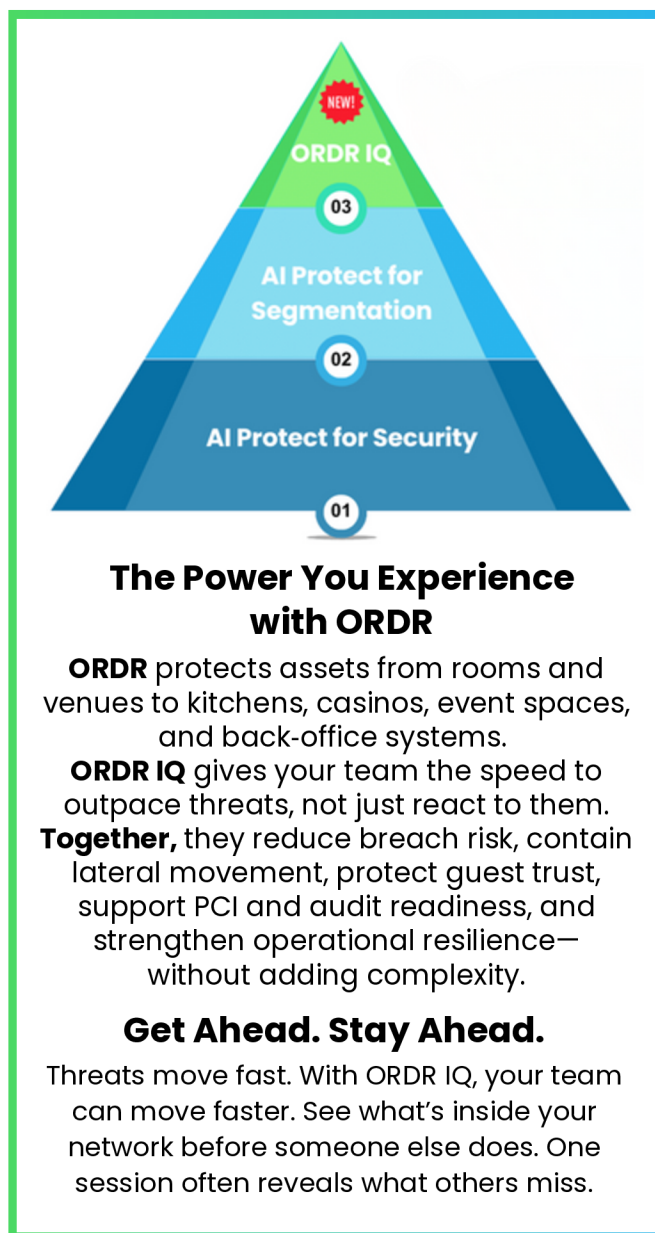 NEW!
ORDR IQ
03
AI Protect for
Segmentation
02
AI Protect for Security
01
The Power You Experience
with ORDR
ORDR protects assets from rooms and
venues to kitchens, casinos, event spaces,
and back-office systems.
ORDR IQ gives your team the speed to
outpace threats, not just react to them.
Together, they reduce breach risk, contain
lateral movement, protect guest trust,
support PCI and audit readiness, and
strengthen operational resilience—
without adding complexity.
Get Ahead. Stay Ahead.
Threats move fast. With ORDR IQ, your team
can move faster. See what’s inside your
network before someone else does. One
session often reveals what others miss.